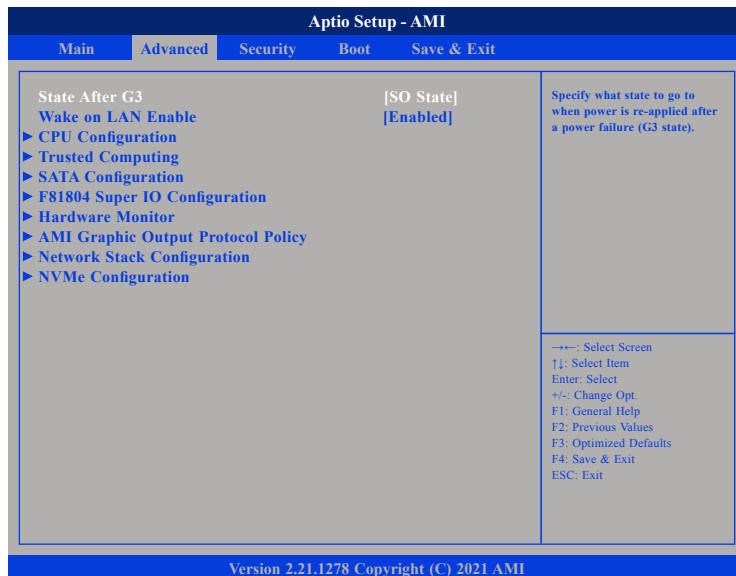 Aptio Setup - AMI
Main Advanced Security Boot Save & Exit
State After G3 [SO State]
Wake on LAN Enable [Enabled]
► CPU Configuration
► Trusted Computing
► SATA Configuration
► F81804 Super IO Configuration
► Hardware Monitor
► AMI Graphic Output Protocol Policy
► Network Stack Configuration
► NVMe Configuration
Specify what state to go to
when power is re-applied after
a power failure (G3 state).
→←: Select Screen
↑↓: Select Item
Enter: Select
+/-: Change Opt.
F1: General Help
F2: Previous Values
F3: Optimized Defaults
F4: Save & Exit
ESC: Exit
Version 2.21.1278 Copyright (C) 2021 AMI